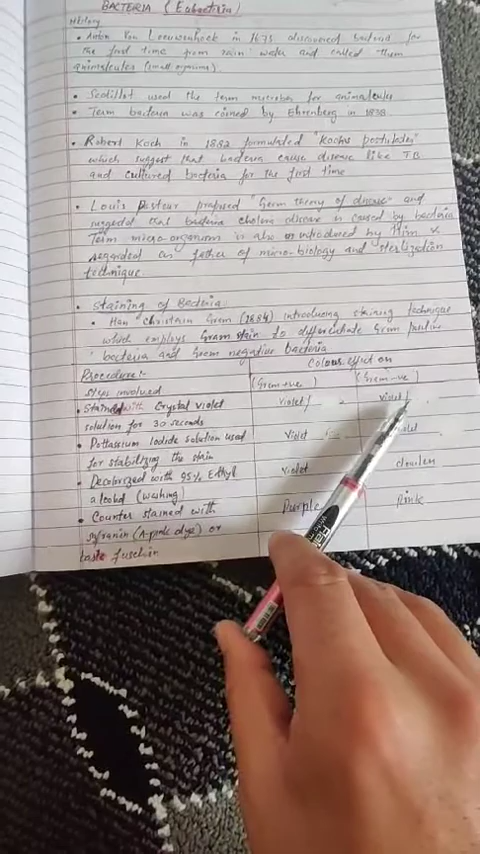 BACTERIA (Eubacteria)
History
• Anton Von Leeuwenhoek in 1675 discovered bacteria for
the first time from rain water and called them
animalcules (small organisms).
• Sedillot used the term microbes for animalcules
• Term bacteria was coined by Ehrenberg in 1838
• Robert Koch in 1882 formulated "Kochs postulates"
which suggest that bacteria cause disease like T.B
and cultured bacteria for the first time
• Louis Pasteur proposed "Germ theory of disease" and
suggested that bacteria cholera disease is caused by bacteria
Term micro-organism is also introduced by Him &
regarded as father of micro-biology and sterilization
technique.
• Staining of Bacteria:
• Han Christain Gram (1884) introducing staining technique
which employs Gram stain to differentiate Gram positive
bacteria and Gram negative bacteria
Procedure:- Colour effect on
Steps involved (Gram+ve) (Gram-ve)
• Stained with Crystal violet violet violet
solution for 30 seconds
• Pottassium Iodide solution used violet
for stabilizing the stain
• Decolorized with 95% Ethyl violet
alcohol (washing)
• Counter stained with Purple Pink
safranin (A pink dye) or